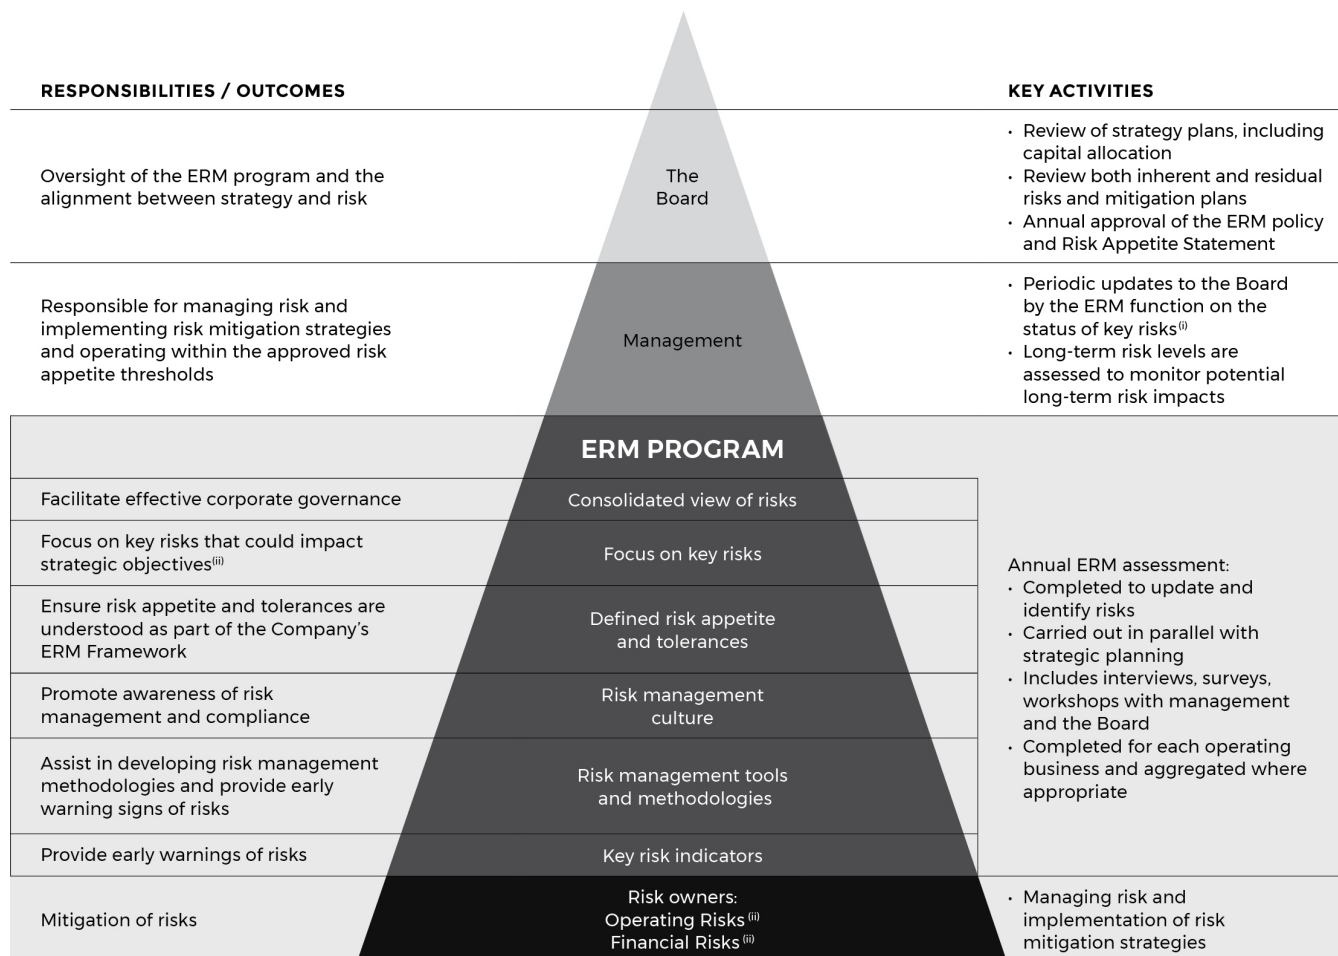 RESPONSIBILITIES / OUTCOMES
KEY ACTIVITIES
Oversight of the ERM program and the
alignment between strategy and risk
The
Board
• Review of strategy plans, including
capital allocation
• Review both inherent and residual
risks and mitigation plans
• Annual approval of the ERM policy
and Risk Appetite Statement
Responsible for managing risk and
implementing risk mitigation strategies
and operating within the approved risk
appetite thresholds
Management
• Periodic updates to the Board
by the ERM function on the
status of key risks(i)
• Long-term risk levels are
assessed to monitor potential
long-term risk impacts
ERM PROGRAM
Facilitate effective corporate governance
Consolidated view of risks
Focus on key risks that could impact
strategic objectives(ii)
Focus on key risks
Ensure risk appetite and tolerances are
understood as part of the Company’s
ERM Framework
Defined risk appetite
and tolerances
Promote awareness of risk
management and compliance
Risk management
culture
Assist in developing risk management
methodologies and provide early
warning signs of risks
Risk management tools
and methodologies
Provide early warnings of risks
Key risk indicators
Annual ERM assessment:
• Completed to update and
identify risks
• Carried out in parallel with
strategic planning
• Includes interviews, surveys,
workshops with management
and the Board
• Completed for each operating
business and aggregated where
appropriate
Mitigation of risks
Risk owners:
Operating Risks (ii)
Financial Risks (ii)
• Managing risk and
implementation of risk
mitigation strategies